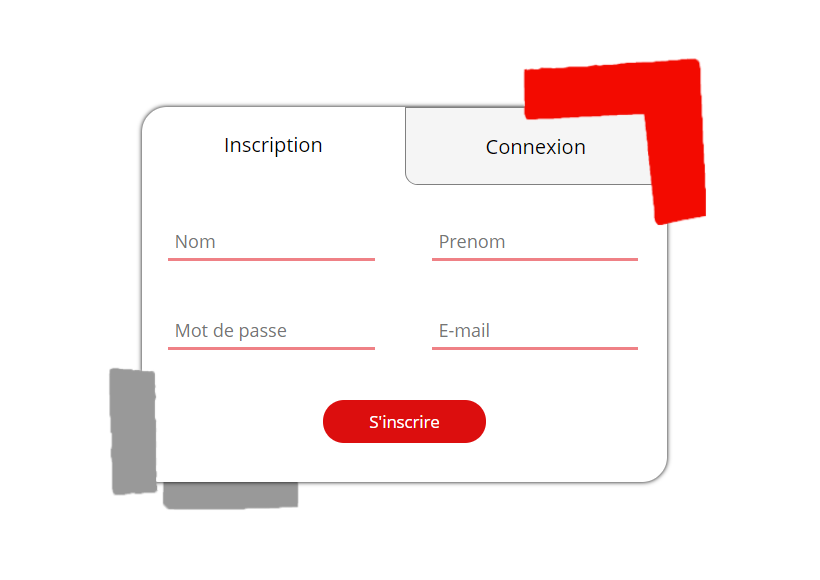 Inscription
Connexion
Nom
Prenom
Mot de passe
E-mail
S'inscrire